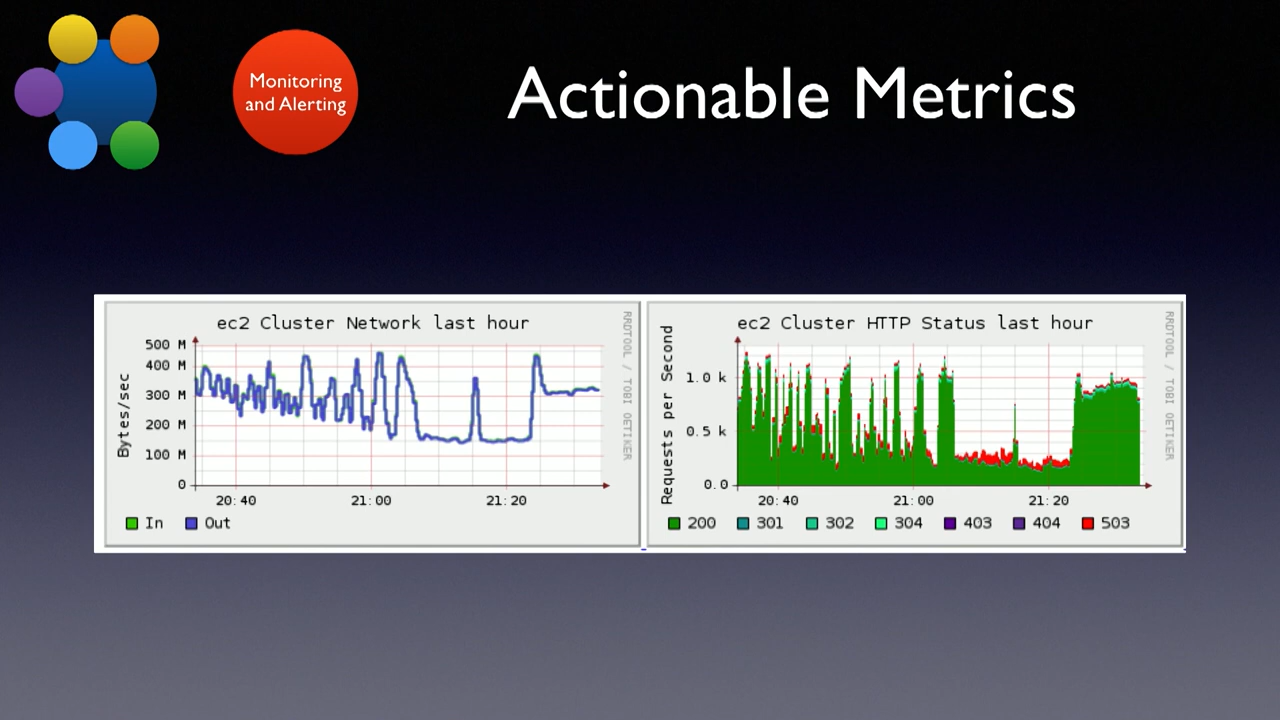 Monitoring
and Alerting
Actionable Metrics
ec2 Cluster Network last hour
RRDTOOL / TOBI OETIKER
Bytes/sec
500 M
400 M
300 M
200 M
100 M
0
20:40 21:00 21:20
In Out
ec2 Cluster HTTP Status last hour
RRDTOOL / TOBI OETIKER
Requests per Second
1.0 k
0.5 k
0.0
20:40 21:00 21:20
200 301 302 304 403 404 503